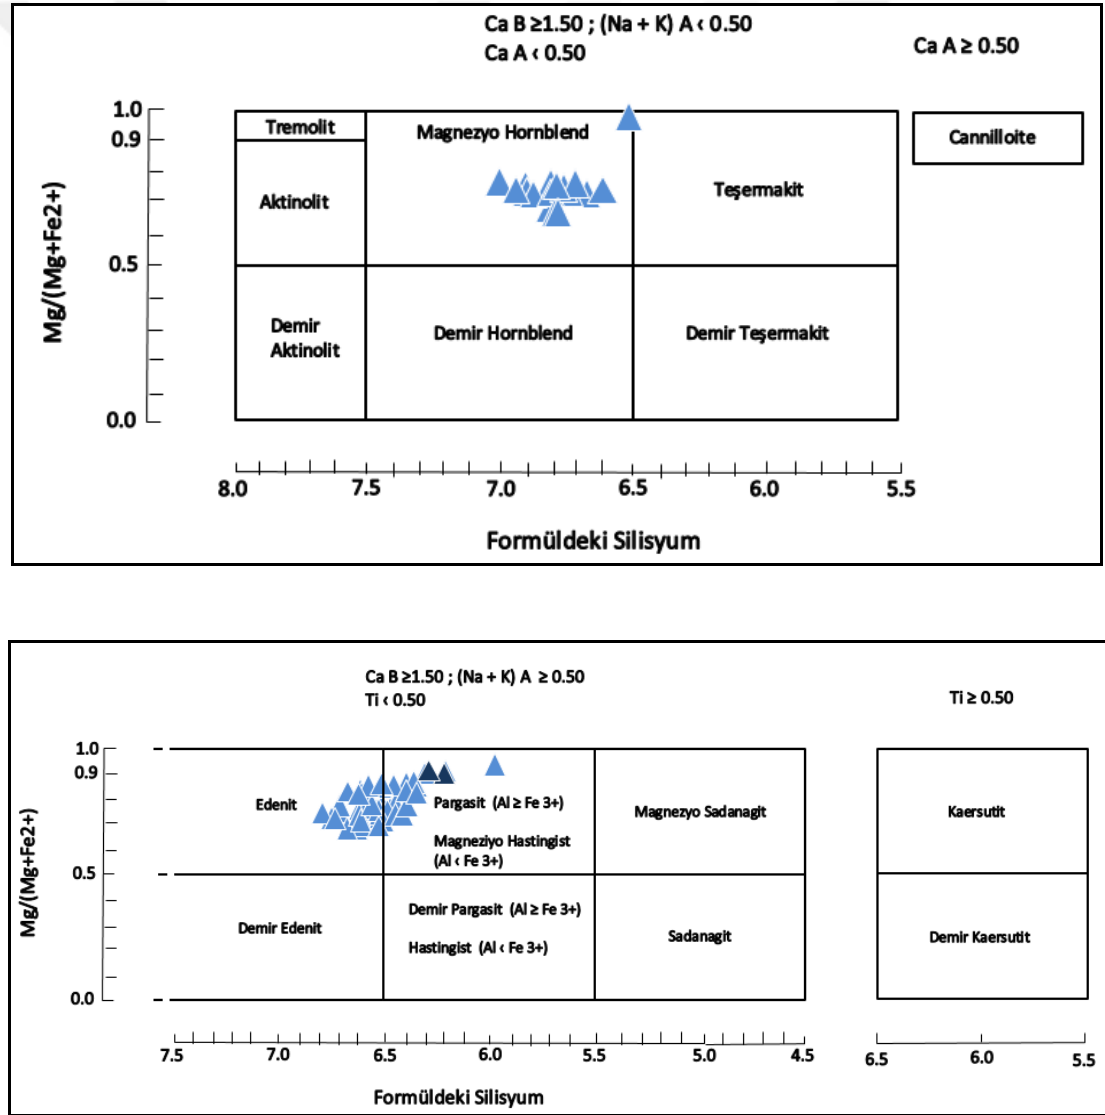 Ca B ≥1.50 ; (Na + K) A ‹ 0.50
Ca A ‹ 0.50
Ca A ≥ 0.50
Mg/(Mg+Fe2+)
1.0
0.9
0.5
0.0
Tremolit
Magnezyo Hornblend
Cannilloite
Aktinolit
Teşermakit
Demir
Aktinolit
Demir Hornblend
Demir Teşermakit
8.0 7.5 7.0 6.5 6.0 5.5
Formüldeki Silisyum
Ca B ≥1.50 ; (Na + K) A ≥ 0.50
Ti ‹ 0.50
Ti ≥ 0.50
Mg/(Mg+Fe2+)
1.0
0.9
0.5
0.0
Edenit
Pargasit (Al ≥ Fe 3+)
Magneziyo Hastingist
(Al ‹ Fe 3+)
Magnezyo Sadanagit
Kaersutit
Demir Edenit
Demir Pargasit (Al ≥ Fe 3+)
Hastingist (Al ‹ Fe 3+)
Sadanagit
Demir Kaersutit
7.5 7.0 6.5 6.0 5.5 5.0 4.5
6.5 6.0 5.5
Formüldeki Silisyum